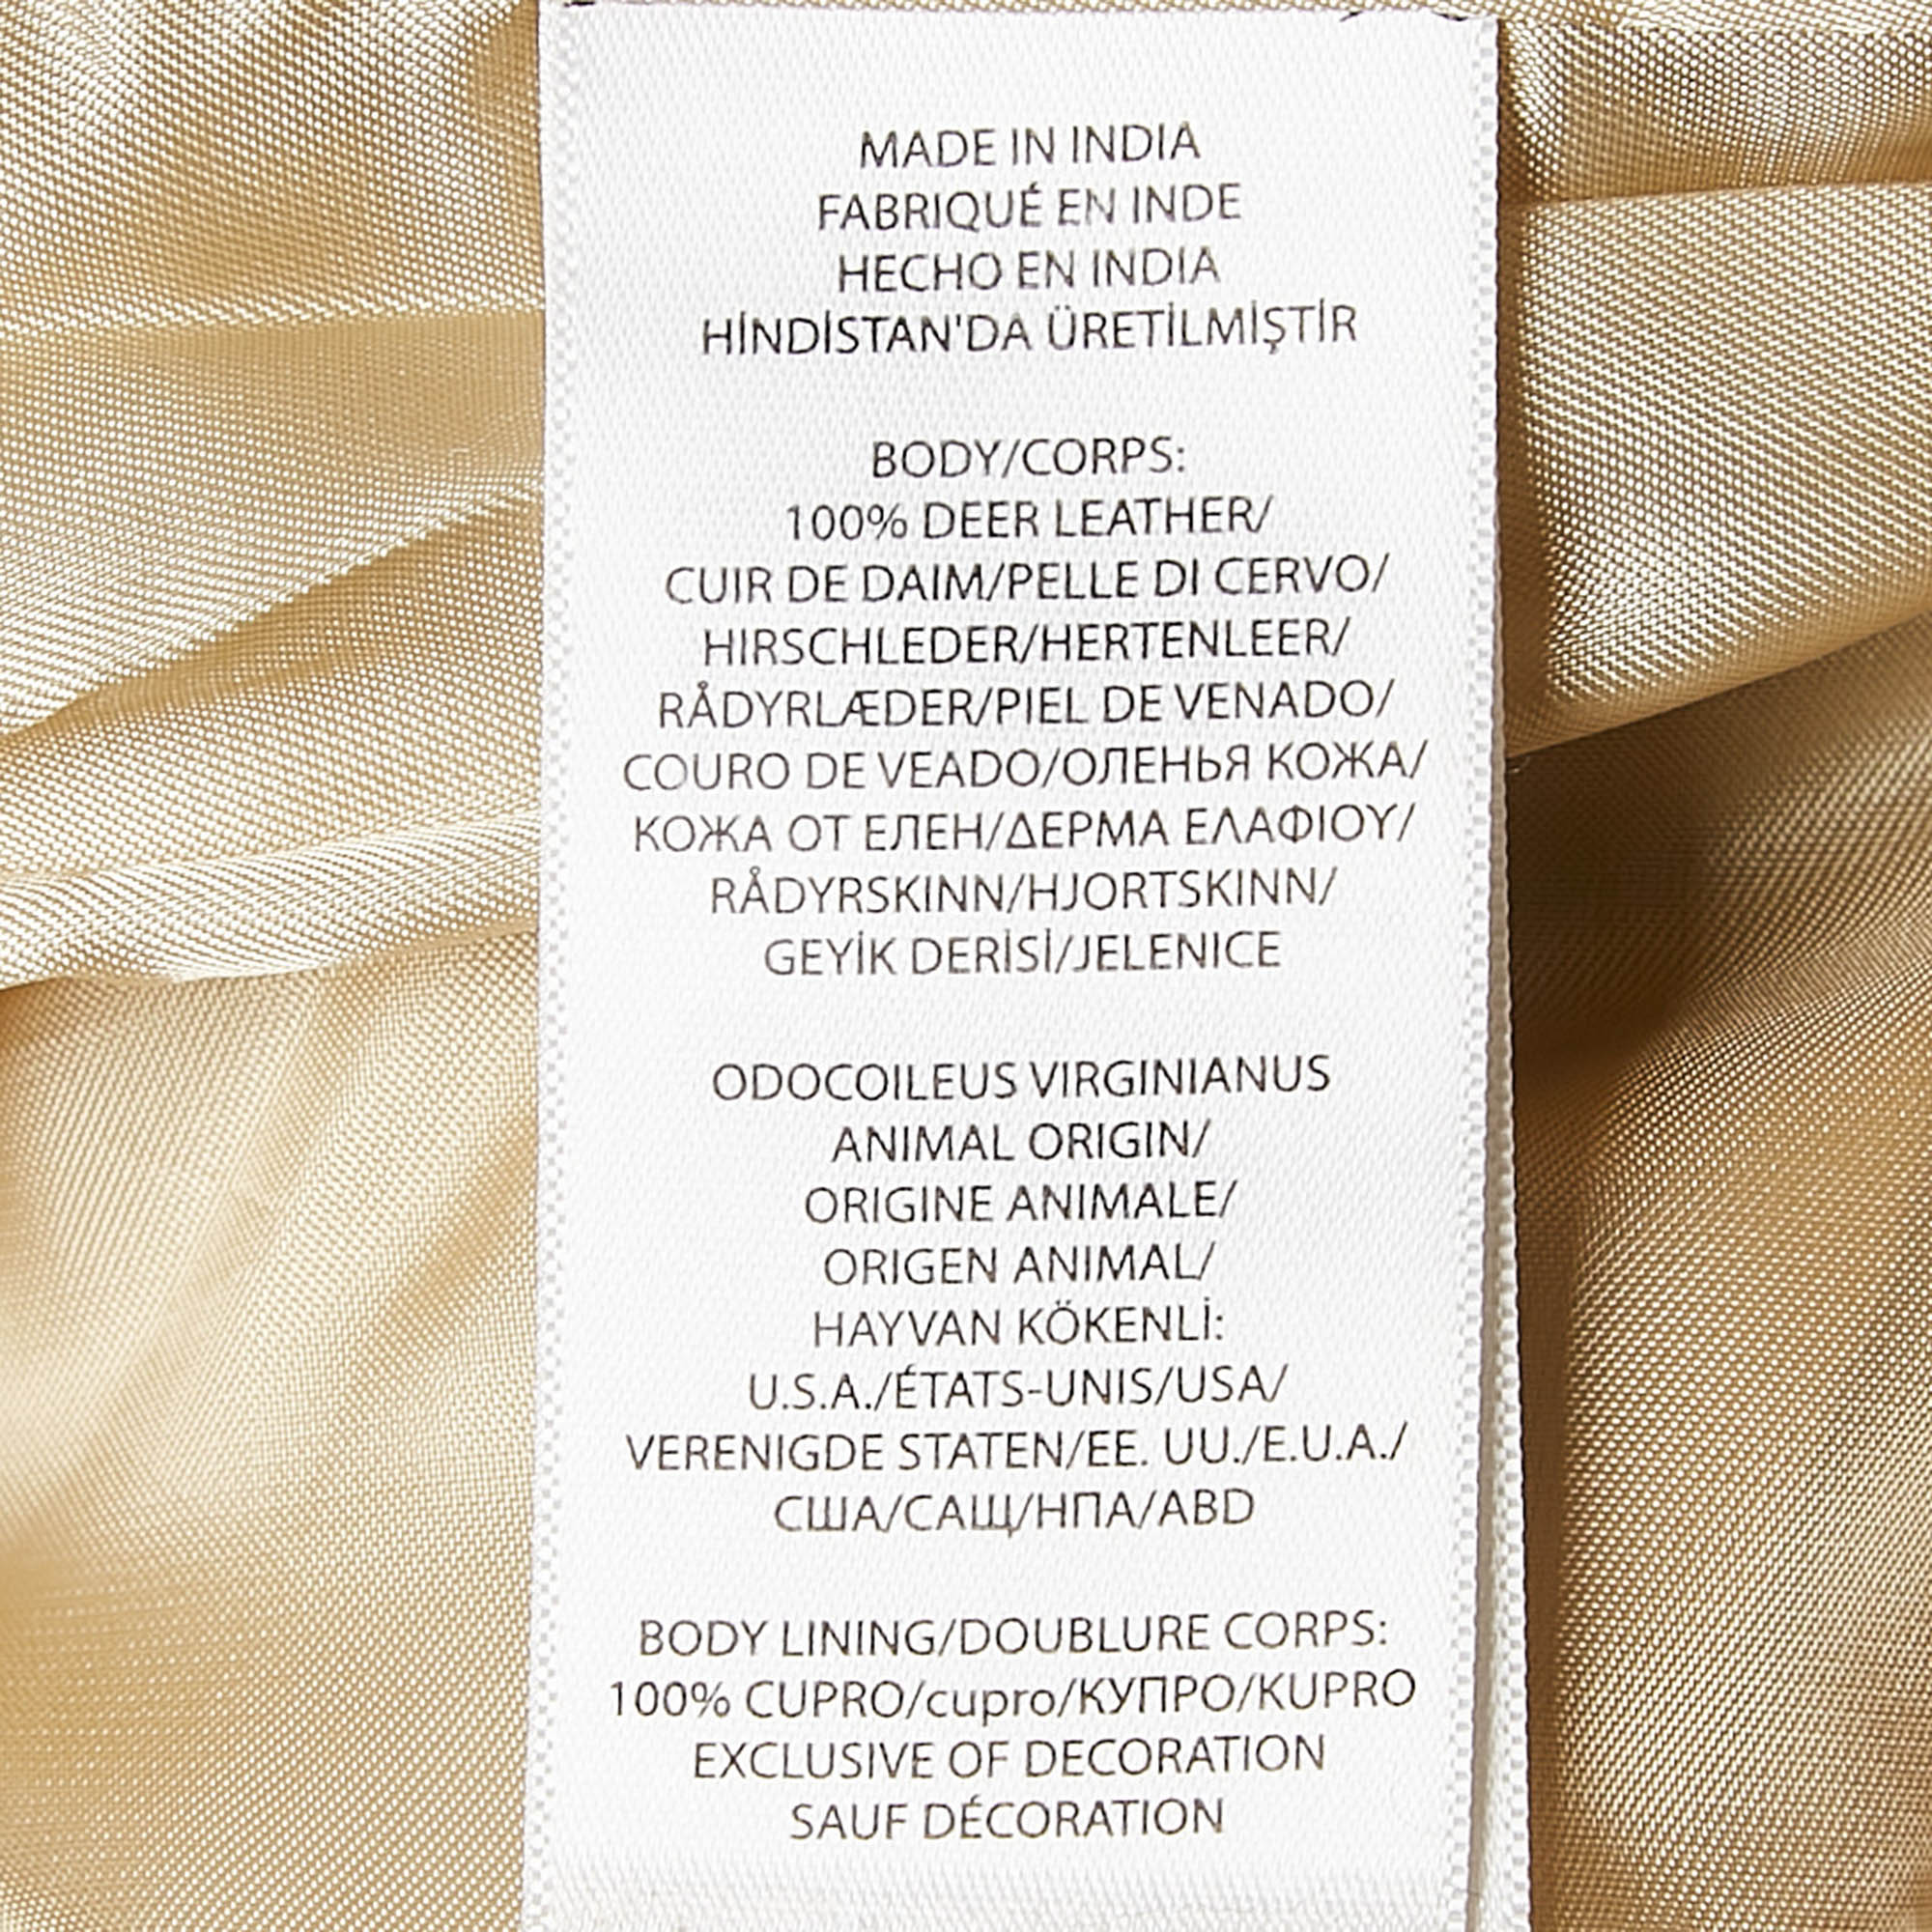 MADE IN INDIA
FABRIQUÉ EN INDE
HECHO EN INDIA
HİNDİSTAN'DA ÜRETİLMİŞTİR
BODY/CORPS:
100% DEER LEATHER/
CUIR DE DAIM/PELLE DI CERVO/
HIRSCHLEDER/HERTENLEER/
RÅDYRLÆDER/PIEL DE VENADO/
COURO DE VEADO/ОЛЕНЬЯ КОЖА/
КОЖА ОТ ЕЛЕН/ΔΕΡΜΑ ΕΛΑΦΙΟΥ/
RÅDYRSKINN/HJORTSKINN/
GEYİK DERİSİ/JELENICE
ODOCOILEUS VIRGINIANUS
ANIMAL ORIGIN/
ORIGINE ANIMALE/
ORIGEN ANIMAL/
HAYVAN KÖKENLİ:
U.S.A./ÉTATS-UNIS/USA/
VERENIGDE STATEN/EE. UU./E.U.A./
США/САЩ/ΗΠΑ/ABD
BODY LINING/DOUBLURE CORPS:
100% CUPRO/cupro/КУПРО/KUPRO
EXCLUSIVE OF DECORATION
SAUF DÉCORATION